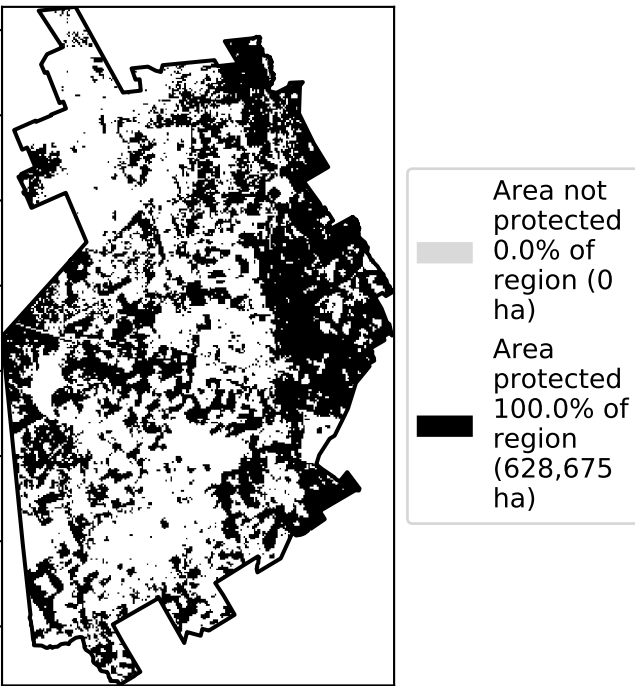 Area not
protected
0.0% of
region (0
ha)
Area
protected
100.0% of
region
(628,675
ha)